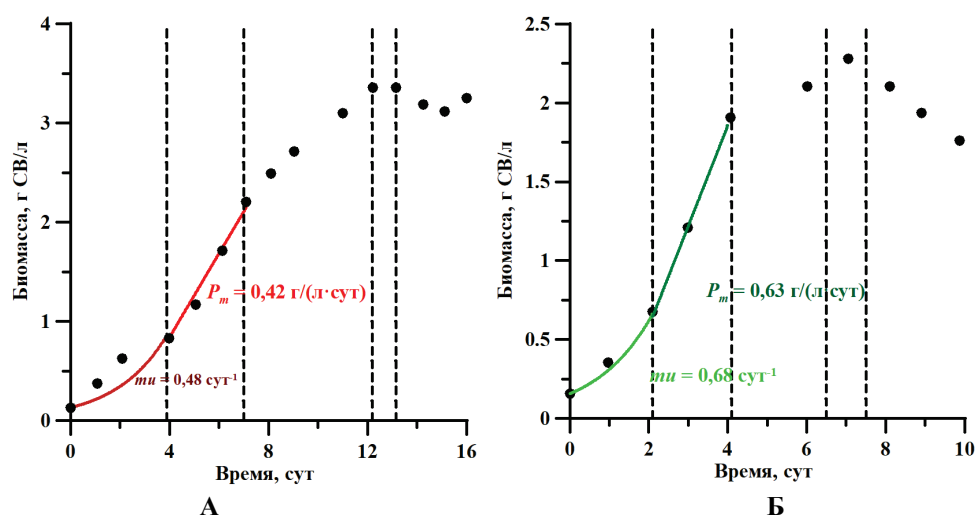 4
3
2
1
0
0
4
8
12
16
Биомасса, г СВ/л
Время, сут
P_m = 0,42 г/(л·сут)
mu = 0,48 сут⁻¹
А
2.5
2
1.5
1
0.5
0
0
2
4
6
8
10
Биомасса, г СВ/л
Время, сут
P_m = 0,63 г/(л·сут)
mu = 0,68 сут⁻¹
Б